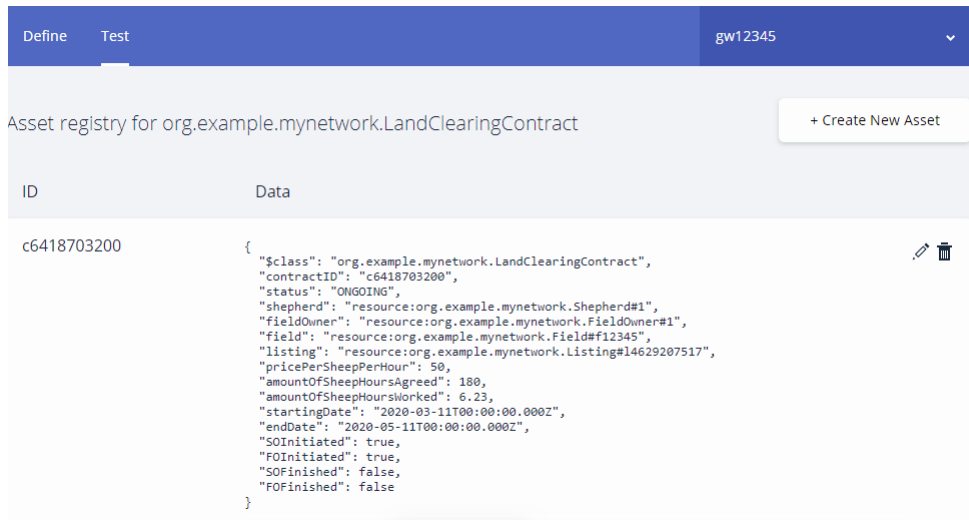 Define Test gw12345
Asset registry for org.example.mynetwork.LandClearingContract + Create New Asset
ID Data
c6418703200
{
"$class": "org.example.mynetwork.LandClearingContract",
"contractID": "c6418703200",
"status": "ONGOING",
"shepherd": "resource:org.example.mynetwork.Shepherd#1",
"fieldOwner": "resource:org.example.mynetwork.FieldOwner#1",
"field": "resource:org.example.mynetwork.Field#f12345",
"listing": "resource:org.example.mynetwork.Listing#l4629207517",
"pricePerSheepPerHour": 50,
"amountOfSheepHoursAgreed": 180,
"amountOfSheepHoursWorked": 6.23,
"startingDate": "2020-03-11T00:00:00.000Z",
"endDate": "2020-05-11T00:00:00.000Z",
"SOInitiated": true,
"FOInitiated": true,
"SOFinished": false,
"FOFinished": false
}